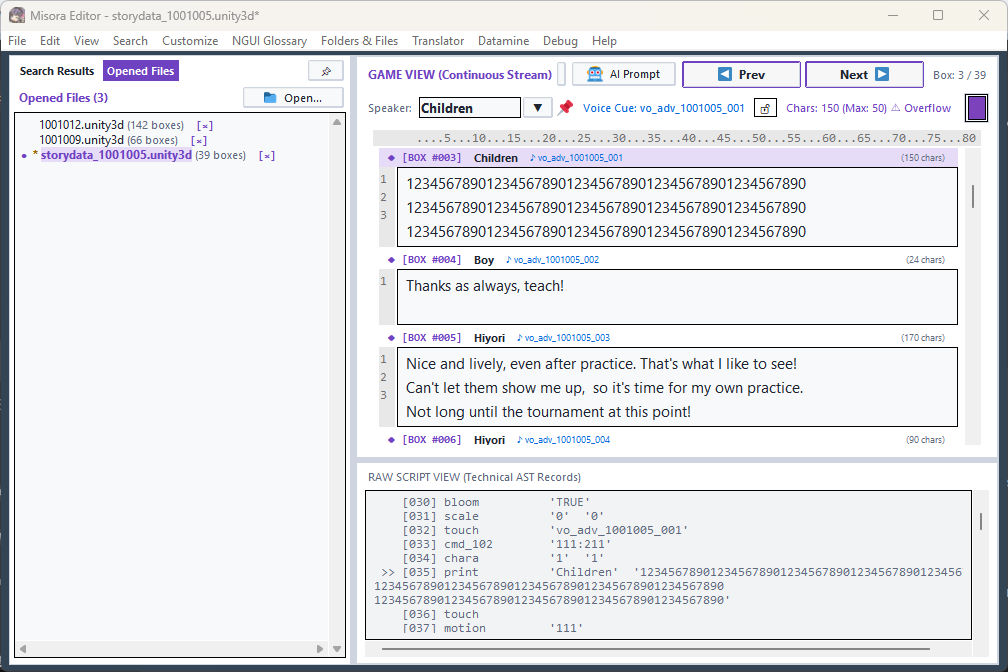 Misora Editor - storydata_1001005.unity3d*
File Edit View Search Customize NGUI Glossary Folders & Files Translator Datamine Debug Help
Search Results Opened Files
Opened Files (3)
Open...
1001012.unity3d (142 boxes) [×]
1001009.unity3d (66 boxes) [×]
* storydata_1001005.unity3d (39 boxes) [×]
GAME VIEW (Continuous Stream) AI Prompt Prev Next Box: 3 / 39
Speaker: Children Voice Cue: vo_adv_1001005_001 Chars: 150 (Max: 50) ⚠ Overflow
....5...10...15...20...25...30...35...40...45...50...55...60...65...70...75...80
[BOX #003] Children ♪ vo_adv_1001005_001 (150 chars)
1 12345678901234567890123456789012345678901234567890
2 12345678901234567890123456789012345678901234567890
3 12345678901234567890123456789012345678901234567890
[BOX #004] Boy ♪ vo_adv_1001005_002 (24 chars)
1 Thanks as always, teach!
[BOX #005] Hiyori ♪ vo_adv_1001005_003 (170 chars)
1 Nice and lively, even after practice. That's what I like to see!
2 Can't let them show me up,  so it's time for my own practice.
3 Not long until the tournament at this point!
[BOX #006] Hiyori ♪ vo_adv_1001005_004 (90 chars)
RAW SCRIPT VIEW (Technical AST Records)
[030] bloom 'TRUE'
[031] scale '0' '0'
[032] touch 'vo_adv_1001005_001'
[033] cmd_102 '111:211'
[034] chara '1' '1'
>> [035] print 'Children' '1234567890123456789012345678901234567890123456
12345678901234567890123456789012345678901234567890
12345678901234567890123456789012345678901234567890'
[036] touch
[037] motion '111'